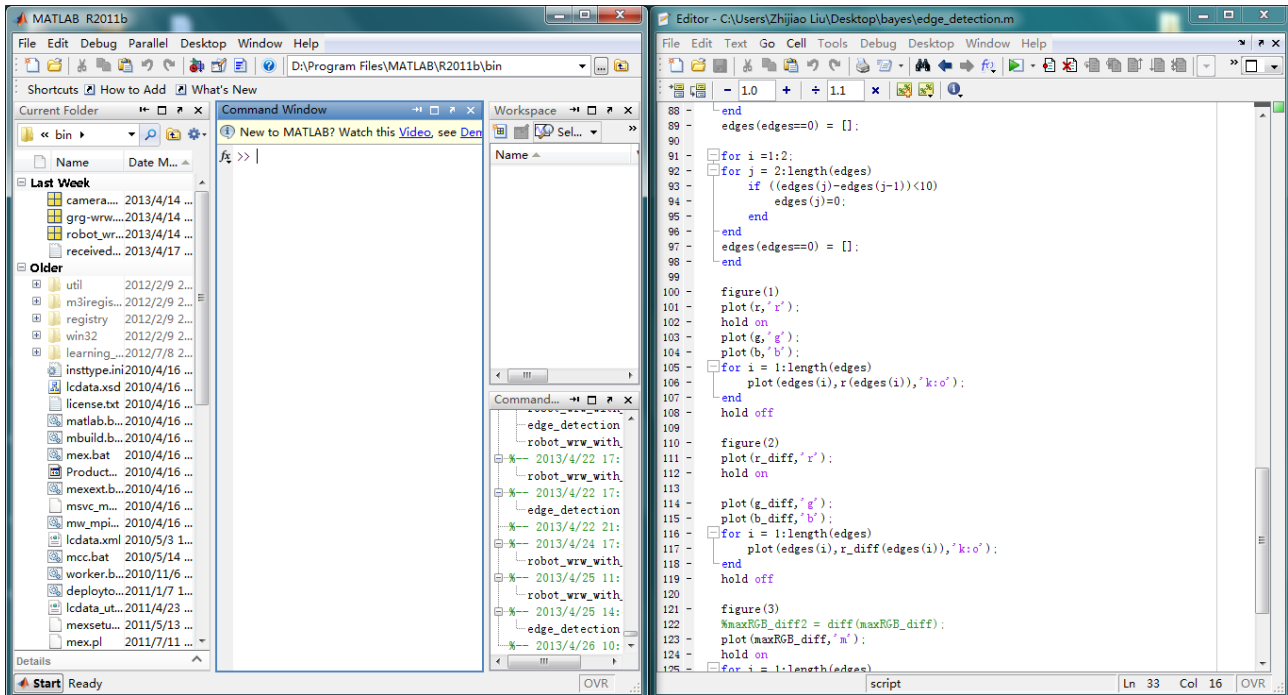 MATLAB R2011b
File Edit Debug Parallel Desktop Window Help
D:\Program Files\MATLAB\R2011b\bin
Shortcuts How to Add What's New
Current Folder
« bin
Name Date M...
Last Week
camera.... 2013/4/14 ...
grg-wrw.... 2013/4/14 ...
robot_wr... 2013/4/14 ...
received... 2013/4/17 ...
Older
util 2012/2/9 2...
m3iregis... 2012/2/9 2...
registry 2012/2/9 2...
win32 2012/2/9 2...
learning_... 2012/7/8 2...
insttype.ini 2010/4/16 ...
lcdata.xsd 2010/4/16 ...
license.txt 2010/4/16 ...
matlab.b... 2010/4/16 ...
mbuild.b... 2010/4/16 ...
mex.bat 2010/4/16 ...
Product... 2010/4/16 ...
mexext.b... 2010/4/16 ...
msvc_m... 2010/4/16 ...
mw_mpi... 2010/4/16 ...
lcdata.xml 2010/5/3 1...
mcc.bat 2010/5/14 ...
worker.b... 2010/11/6 ...
deployto... 2011/1/7 1...
lcdata_ut... 2011/4/23 ...
mexsetu... 2011/5/13 ...
mex.pl 2011/7/11 ...
Details
Start Ready
OVR
Command Window
New to MATLAB? Watch this Video, see Den
fx >>
Workspace
Sel...
Name
Command...
edge_detection
robot_wrw_with_
%-- 2013/4/22 17:
robot_wrw_with_
%-- 2013/4/22 17:
edge_detection
%-- 2013/4/22 21:
%-- 2013/4/24 17:
robot_wrw_with_
%-- 2013/4/25 11:
robot_wrw_with_
%-- 2013/4/25 14:
edge_detection
%-- 2013/4/26 10:
Editor - C:\Users\Zhijiao Liu\Desktop\bayes\edge_detection.m
File Edit Text Go Cell Tools Debug Desktop Window Help
− 1.0 + ÷ 1.1 ×
88 - end
89 - edges(edges==0) = [];
90
91 - for i =1:2;
92 - for j = 2:length(edges)
93 - if ((edges(j)-edges(j-1))<10)
94 - edges(j)=0;
95 - end
96 - end
97 - edges(edges==0) = [];
98 - end
99
100 - figure(1)
101 - plot(r,'r');
102 - hold on
103 - plot(g,'g');
104 - plot(b,'b');
105 - for i = 1:length(edges)
106 - plot(edges(i),r(edges(i)),'k:o');
107 - end
108 - hold off
109
110 - figure(2)
111 - plot(r_diff,'r');
112 - hold on
113
114 - plot(g_diff,'g');
115 - plot(b_diff,'b');
116 - for i = 1:length(edges)
117 - plot(edges(i),r_diff(edges(i)),'k:o');
118 - end
119 - hold off
120
121 - figure(3)
122 %maxRGB_diff2 = diff(maxRGB_diff);
123 - plot(maxRGB_diff,'m');
124 - hold on
125 - for i = 1:length(edges)
script
Ln 33 Col 16 OVR